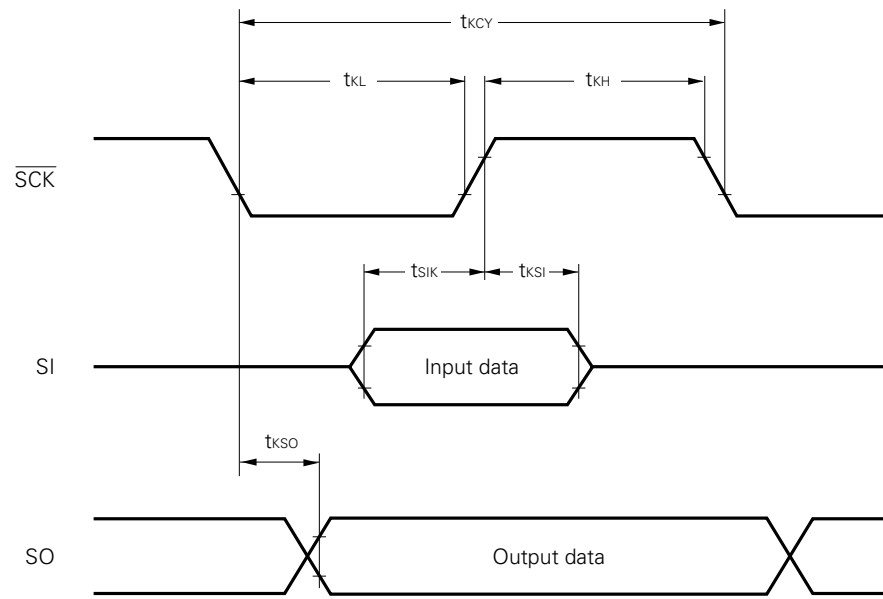 tKCY
tKL
tKH
SCK
tSIK
tKSI
SI
Input data
tKSO
SO
Output data